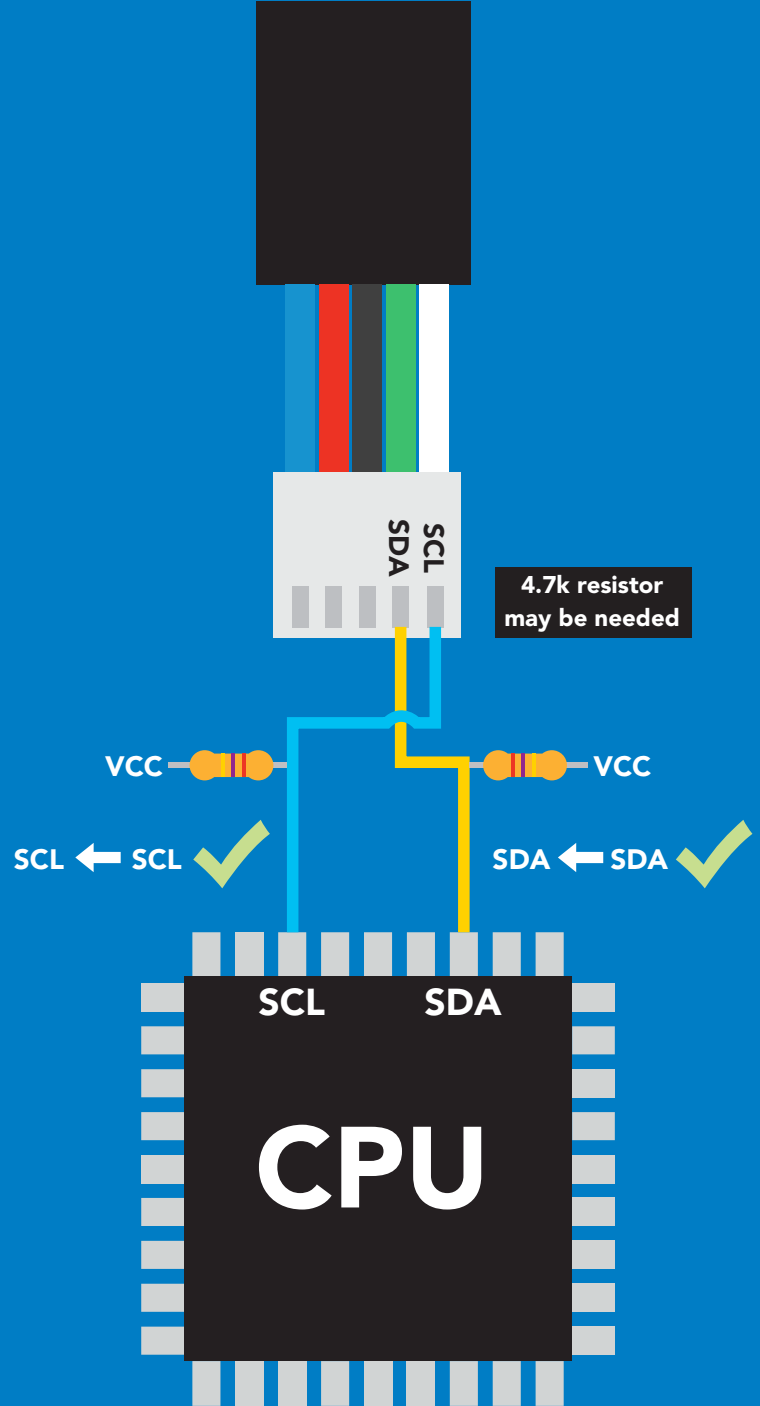 SDA
SCL
4.7k resistor
may be needed
VCC
VCC
SCL SCL
SDA SDA
SCL
SDA
CPU